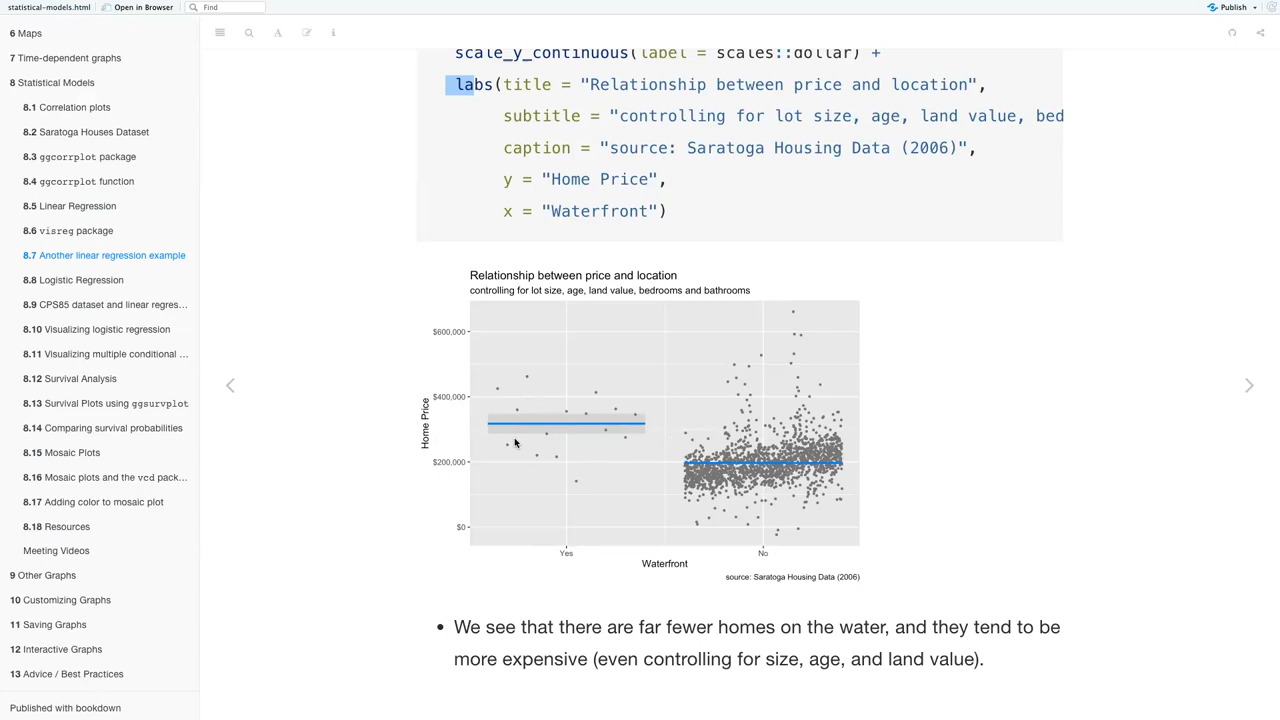 statistical-models.html
Open in Browser
Find
Publish
6 Maps
7 Time-dependent graphs
8 Statistical Models
8.1 Correlation plots
8.2 Saratoga Houses Dataset
8.3 ggcorrplot package
8.4 ggcorrplot function
8.5 Linear Regression
8.6 visreg package
8.7 Another linear regression example
8.8 Logistic Regression
8.9 CPS85 dataset and linear regres...
8.10 Visualizing logistic regression
8.11 Visualizing multiple conditional ...
8.12 Survival Analysis
8.13 Survival Plots using ggsurvplot
8.14 Comparing survival probabilities
8.15 Mosaic Plots
8.16 Mosaic plots and the vcd pack...
8.17 Adding color to mosaic plot
8.18 Resources
Meeting Videos
9 Other Graphs
10 Customizing Graphs
11 Saving Graphs
12 Interactive Graphs
13 Advice / Best Practices
Published with bookdown
scale_y_continuous(label = scales::dollar) +
labs(title = "Relationship between price and location",
subtitle = "controlling for lot size, age, land value, bed
caption = "source: Saratoga Housing Data (2006)",
y = "Home Price",
x = "Waterfront")
Relationship between price and location
controlling for lot size, age, land value, bedrooms and bathrooms
$600,000
$400,000
$200,000
$0
Home Price
Yes
No
Waterfront
source: Saratoga Housing Data (2006)
• We see that there are far fewer homes on the water, and they tend to be
more expensive (even controlling for size, age, and land value).